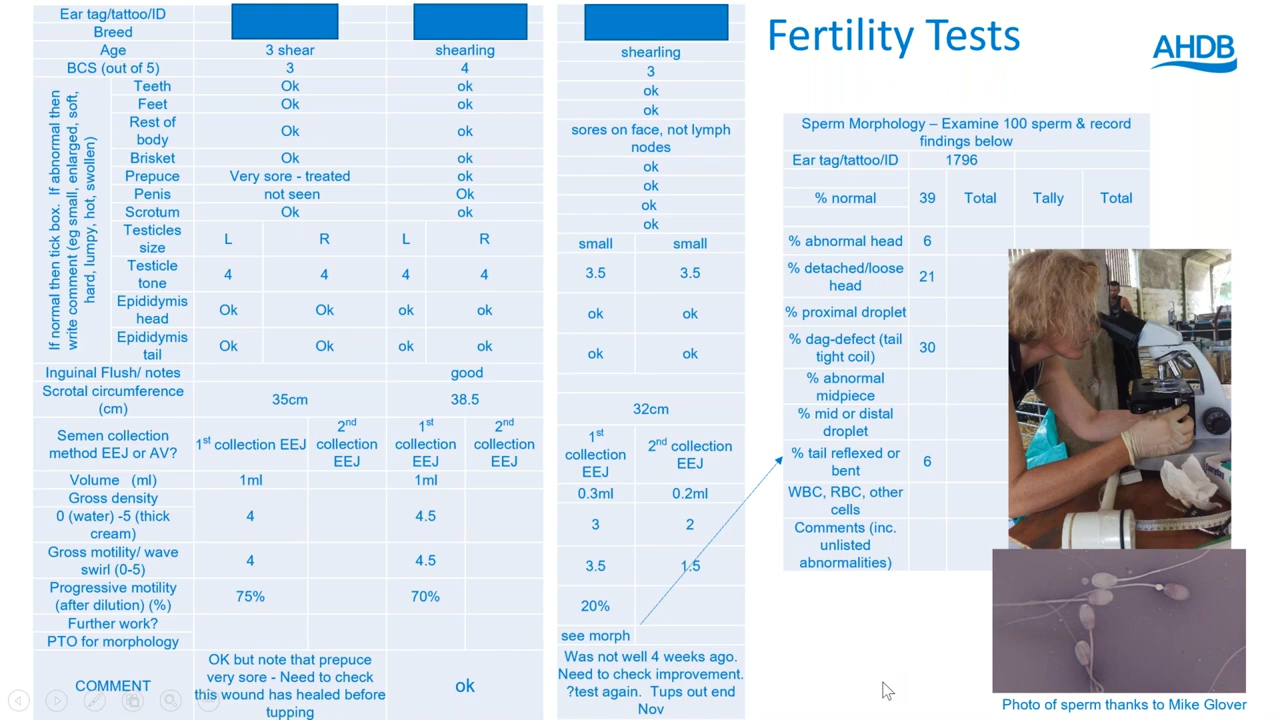 Fertility Tests
AHDB
Ear tag/tattoo/ID
Breed
Age 3 shear shearling shearling
BCS (out of 5) 3 4 3
If normal then tick box. If abnormal then
write comment (eg small, enlarged, soft,
hard, lumpy, hot, swollen)
Teeth Ok ok ok
Feet Ok ok ok
Rest of
body Ok ok sores on face, not lymph
nodes
Brisket Ok ok ok
Prepuce Very sore - treated ok ok
Penis not seen Ok ok
Scrotum Ok ok ok
Testicles
size L R L R small small
Testicle
tone 4 4 4 4 3.5 3.5
Epididymis
head Ok Ok ok ok ok ok
Epididymis
tail Ok Ok ok ok ok ok
Inguinal Flush/ notes good
Scrotal circumference
(cm) 35cm 38.5 32cm
Semen collection
method EEJ or AV? 1st collection EEJ 2nd
collection
EEJ 1st
collection
EEJ 2nd
collection
EEJ 1st
collection
EEJ 2nd collection
EEJ
Volume (ml) 1ml 1ml 0.3ml 0.2ml
Gross density
0 (water) -5 (thick
cream) 4 4.5 3 2
Gross motility/ wave
swirl (0-5) 4 4.5 3.5 1.5
Progressive motility
(after dilution) (%) 75% 70% 20%
Further work?
PTO for morphology see morph
COMMENT
OK but note that prepuce
very sore - Need to check
this wound has healed before
tupping
ok
Was not well 4 weeks ago.
Need to check improvement.
?test again. Tups out end
Nov
Sperm Morphology – Examine 100 sperm & record
findings below
Ear tag/tattoo/ID 1796
% normal 39 Total Tally Total
% abnormal head 6
% detached/loose
head 21
% proximal droplet
% dag-defect (tail
tight coil) 30
% abnormal
midpiece
% mid or distal
droplet
% tail reflexed or
bent 6
WBC, RBC, other
cells
Comments (inc.
unlisted
abnormalities)
Photo of sperm thanks to Mike Glover